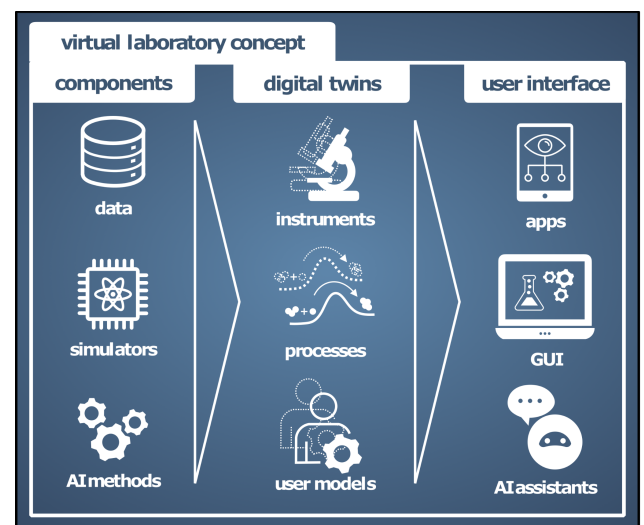 virtual laboratory concept
components
digital twins
user interface
data
instruments
apps
simulators
processes
GUI
AI methods
user models
AI assistants